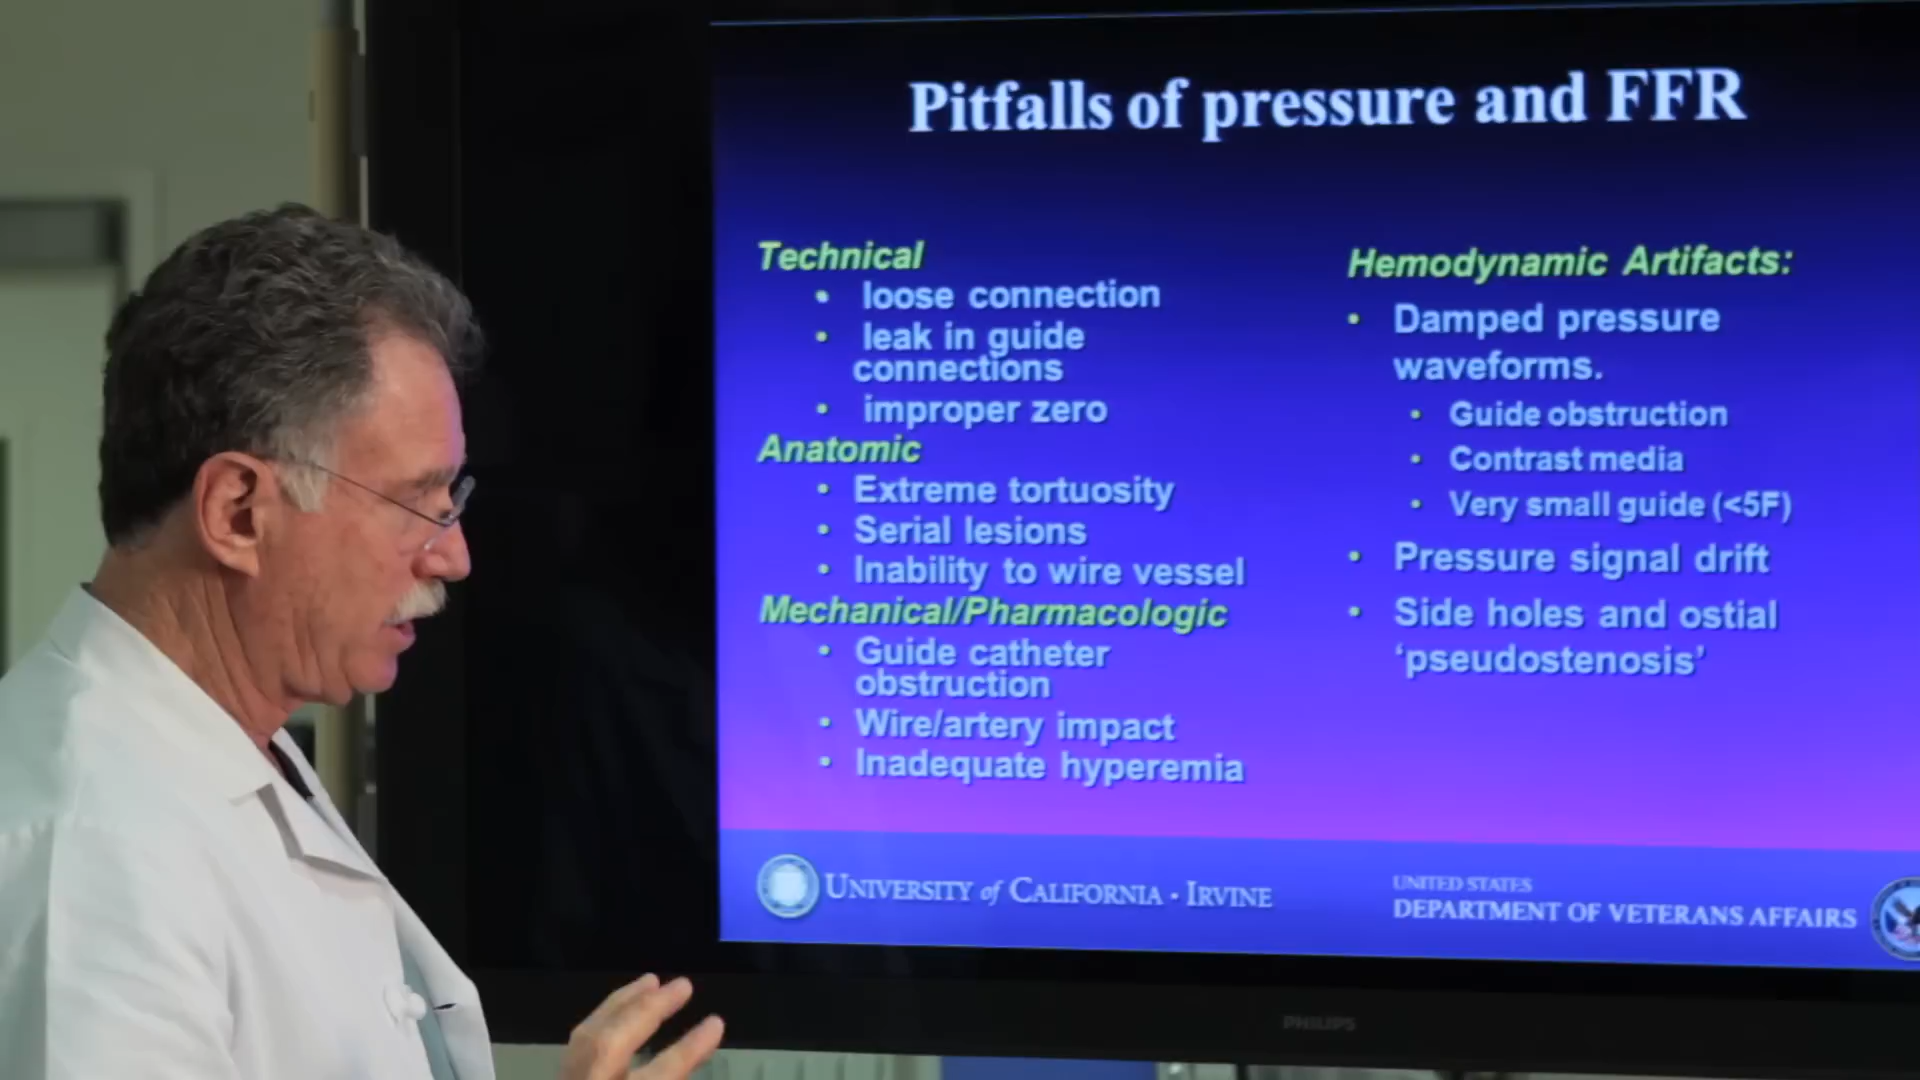 Pitfalls of pressure and FFR
Technical
• loose connection
• leak in guide
connections
• improper zero
Anatomic
• Extreme tortuosity
• Serial lesions
• Inability to wire vessel
Mechanical/Pharmacologic
• Guide catheter
obstruction
• Wire/artery impact
• Inadequate hyperemia
Hemodynamic Artifacts:
• Damped pressure
waveforms.
• Guide obstruction
• Contrast media
• Very small guide (<5F)
• Pressure signal drift
• Side holes and ostial
‘pseudostenosis’
UNIVERSITY of CALIFORNIA • IRVINE
UNITED STATES
DEPARTMENT OF VETERANS AFFAIRS
PHILIPS